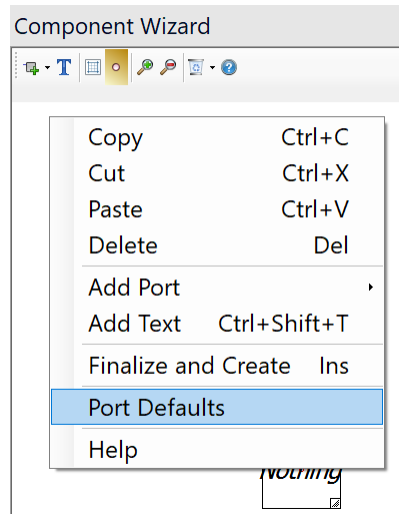 Component Wizard
T
?
Copy Ctrl+C
Cut Ctrl+X
Paste Ctrl+V
Delete Del
Add Port
Add Text Ctrl+Shift+T
Finalize and Create Ins
Port Defaults
Help
Nothing